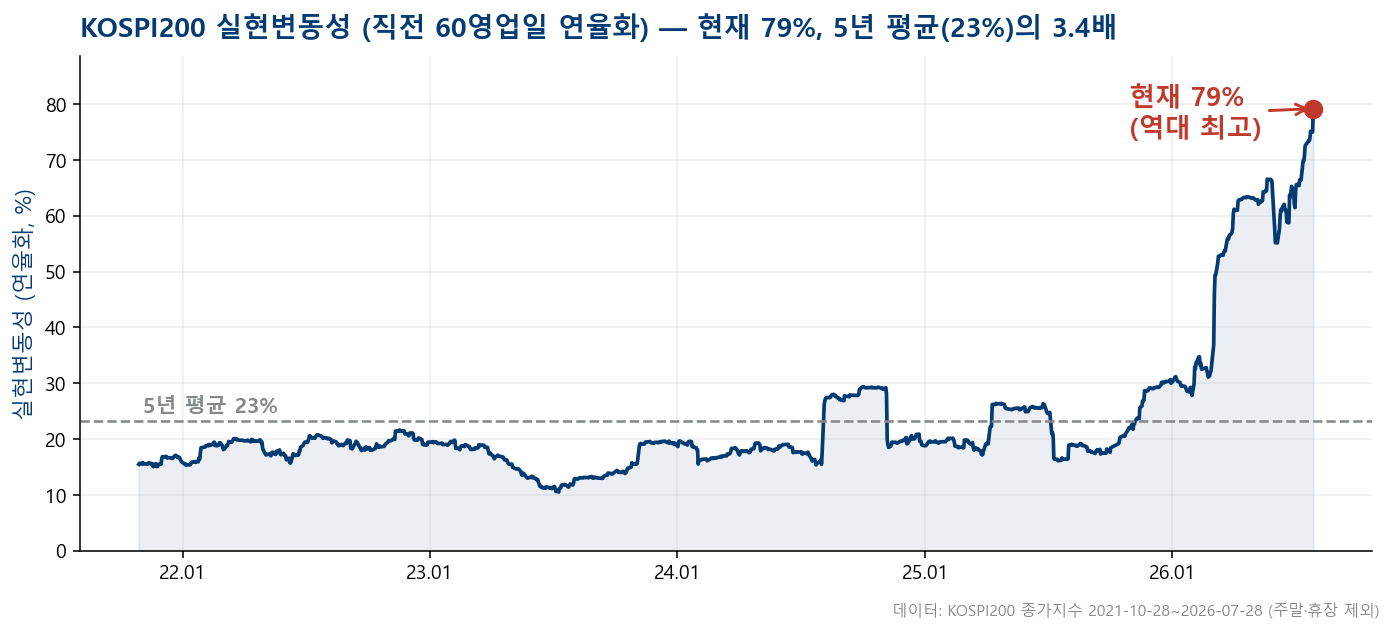 KOSPI200 실현변동성 (직전 60영업일 연율화) — 현재 79%, 5년 평균(23%)의 3.4배
현재 79%
(역대 최고)
실현변동성 (연율화, %)
80
70
60
50
40
30
20
10
0
5년 평균 23%
22.01
23.01
24.01
25.01
26.01
데이터: KOSPI200 종가지수 2021-10-28~2026-07-28 (주말·휴장 제외)